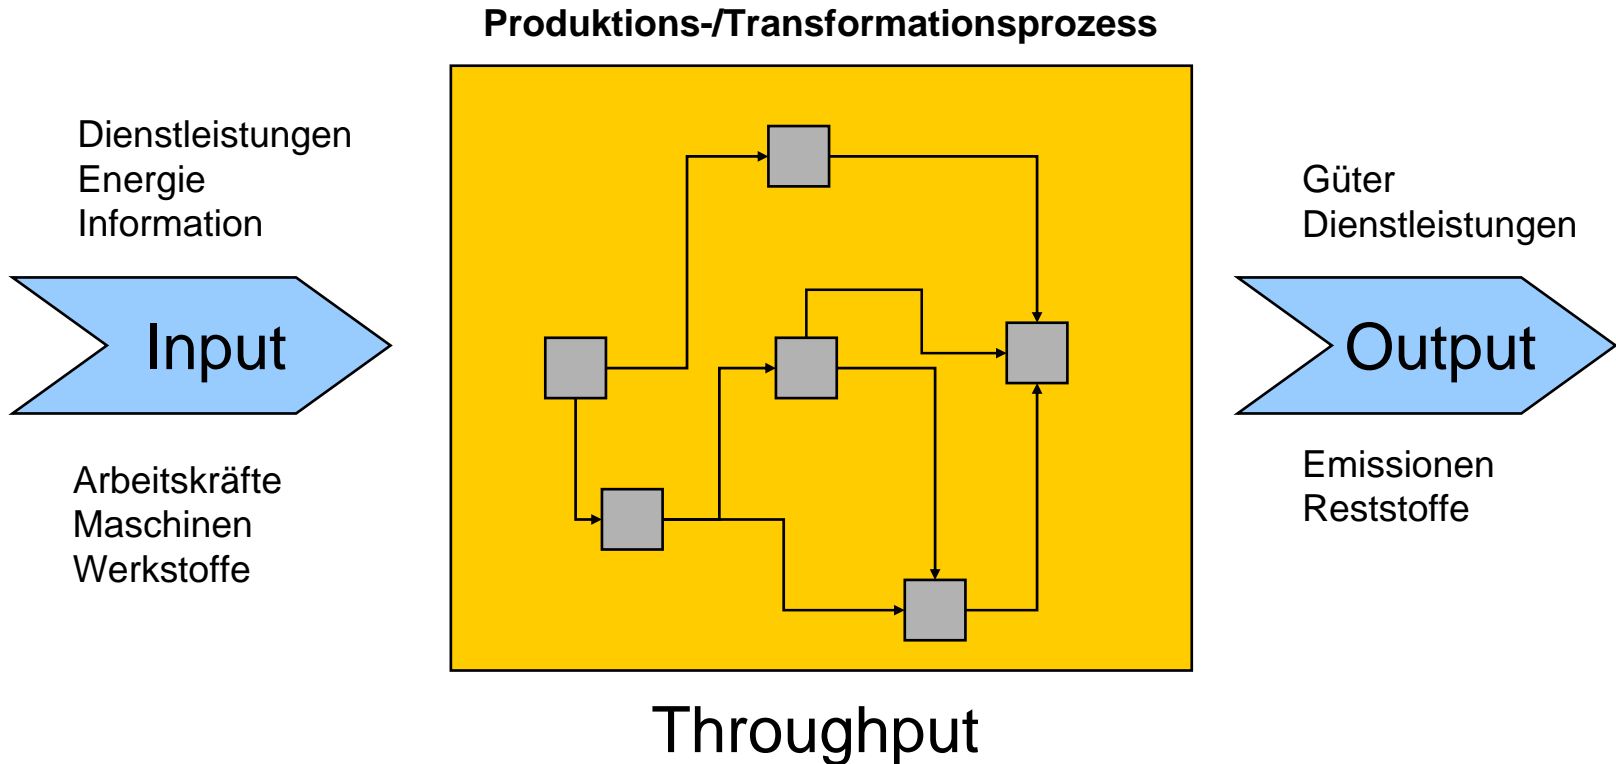 Produktions-/Transformationsprozess
Dienstleistungen
Energie
Information
Input
Arbeitskräfte
Maschinen
Werkstoffe
Throughput
Güter
Dienstleistungen
Output
Emissionen
Reststoffe